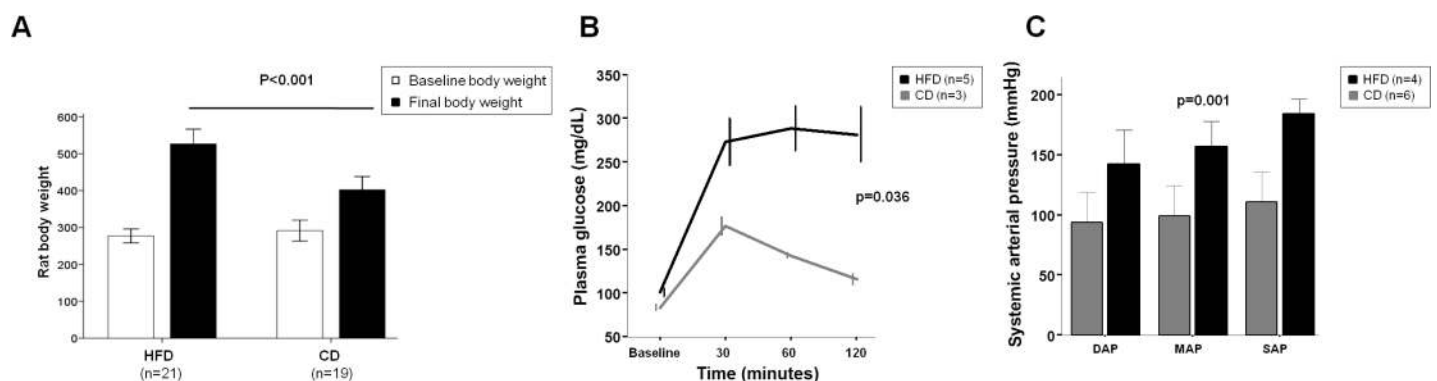 A
P<0.001
Baseline body weight
Final body weight
Rat body weight
600
500
400
300
200
100
0
HFD
(n=21)
CD
(n=19)
B
HFD (n=5)
CD (n=3)
Plasma glucose (mg/dL)
350
300
250
200
150
100
50
p=0.036
Baseline 30 60 120
Time (minutes)
C
HFD (n=4)
CD (n=6)
Systemic arterial pressure (mmHg)
200
150
100
50
0
p=0.001
DAP MAP SAP